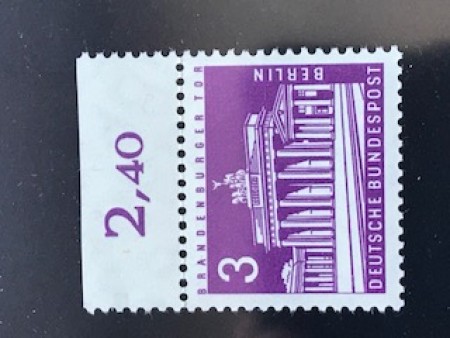 2,40
BRANDENBURGER TOR
3
BERLIN
DEUTSCHE BUNDESPOST